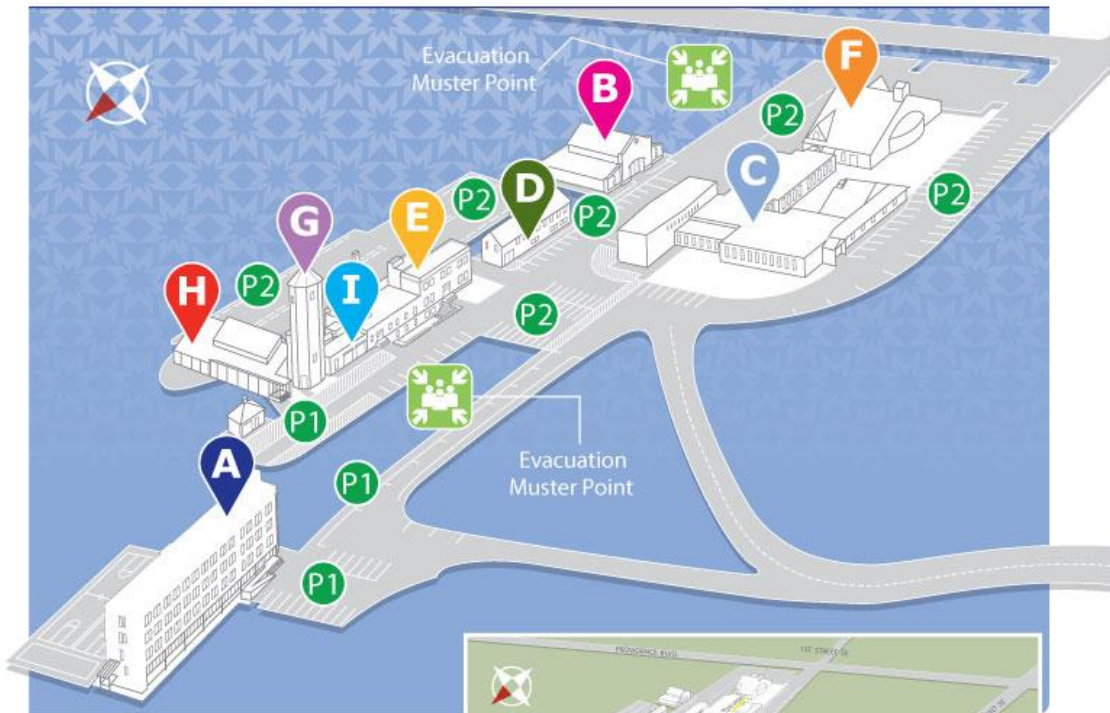 Evacuation
Muster Point
B
F
P2
C
D
P2
P2
P2
E
G
P2
I
H
P2
P1
A
Evacuation
Muster Point
P1
P1
PROVIDENCE BLVD
1ST STREET SE